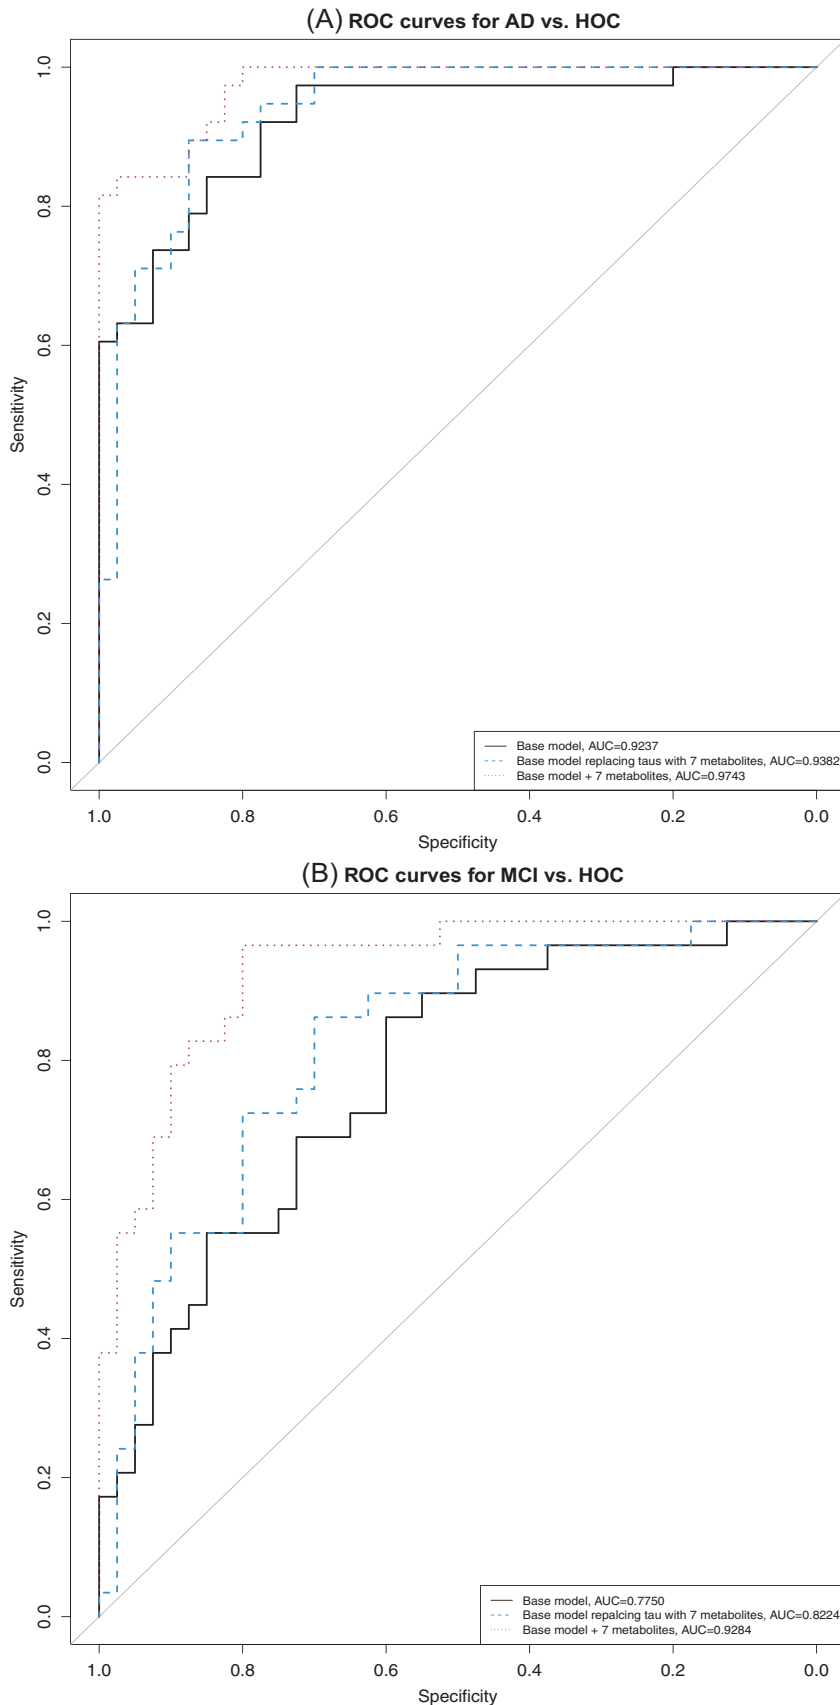 (A) ROC curves for AD vs. HOC
1.0
0.8
0.6
0.4
0.2
0.0
Sensitivity
Base model, AUC=0.9237
Base model replacing taus with 7 metabolites, AUC=0.9382
Base model + 7 metabolites, AUC=0.9743
1.0 0.8 0.6 0.4 0.2 0.0
Specificity
(B) ROC curves for MCI vs. HOC
1.0
0.8
0.6
0.4
0.2
0.0
Sensitivity
Base model, AUC=0.7750
Base model repalcing tau with 7 metabolites, AUC=0.8224
Base model + 7 metabolites, AUC=0.9284
1.0 0.8 0.6 0.4 0.2 0.0
Specificity